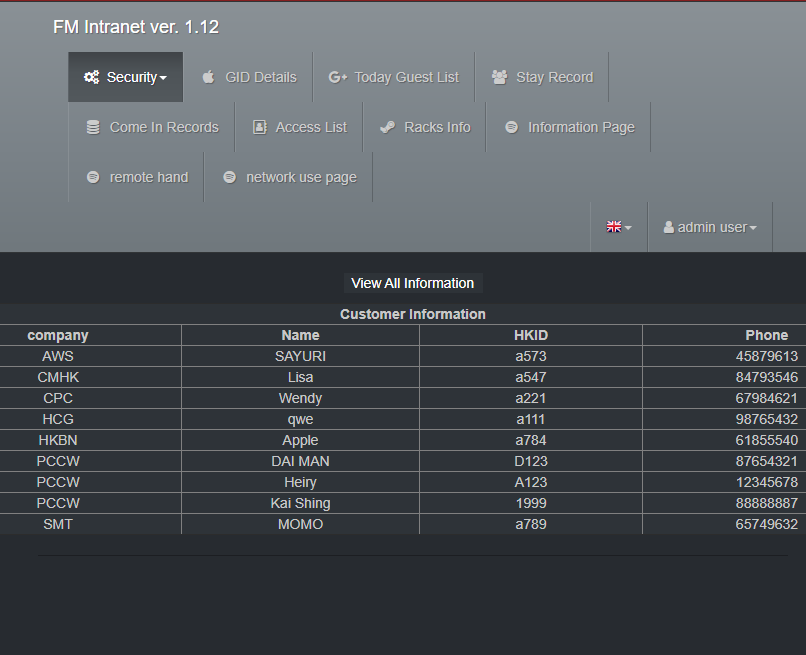 FM Intranet ver. 1.12
Security GID Details Today Guest List Stay Record
Come In Records Access List Racks Info Information Page
remote hand network use page
admin user
View All Information
Customer Information
company Name HKID Phone
AWS SAYURI a573 45879613
CMHK Lisa a547 84793546
CPC Wendy a221 67984621
HCG qwe a111 98765432
HKBN Apple a784 61855540
PCCW DAI MAN D123 87654321
PCCW Heiry A123 12345678
PCCW Kai Shing 1999 88888887
SMT MOMO a789 65749632